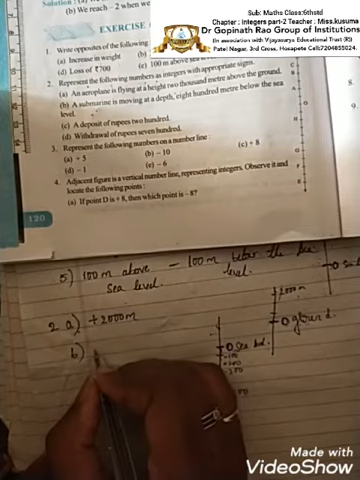 Sub: Maths Class:6thstd
Chapter : Integers part-2 Teacher : Miss.kusuma
Dr Gopinath Rao Group of Institutions
(In association with Vijayasurya Educational Trust (R))
Patel Nagar, 3rd Cross, Hosapete Cell:7204855024.
Solution :
(b) We reach – 2 when we
EXERCISE
1. Write opposites of the following
(a) Increase in weight
(b)
(d) Loss of ₹700
(e) 100 m above sea
2. Represent the following numbers as integers with appropriate signs.
(a) An aeroplane is flying at a height two thousand metre above the ground.
(b) A submarine is moving at a depth, eight hundred metre below the sea
level.
(c) A deposit of rupees two hundred.
(d) Withdrawal of rupees seven hundred.
3. Represent the following numbers on a number line :
(a) + 5
(b) – 10
(c) + 8
(d) – 1
(e) – 6
4. Adjacent figure is a vertical number line, representing integers. Observe it and
locate the following points :
(a) If point D is + 8, then which point is – 8?
120
8.
9.
5) 100 m above – 100 m below the sea
sea level. level.
2 a) +2000m
2000 m
0 ground.
b)
0 sea
-100
Made with
VideoShow